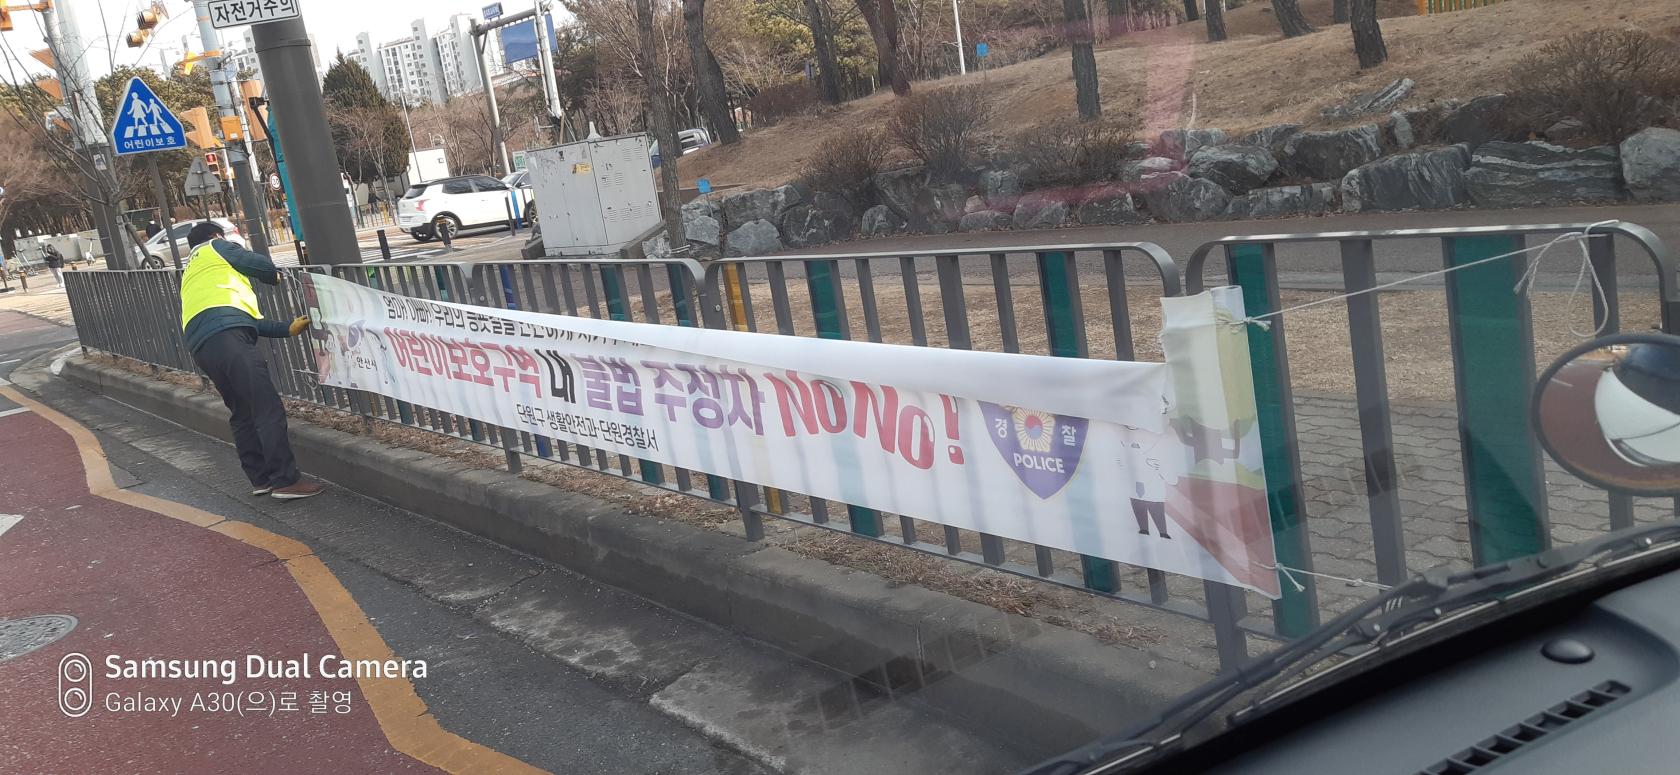 자전거주의
어린이보호
엄마! 아빠! 우리의
안산시
어린이보호구역 내 불법 주정차 NO NO!
단원구 생활안전과·단원경찰서
경찰
POLICE
Samsung Dual Camera
Galaxy A30(으)로 촬영